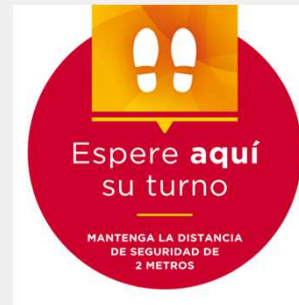 Espere aquí
su turno
MANTENGA LA DISTANCIA
DE SEGURIDAD DE
2 METROS